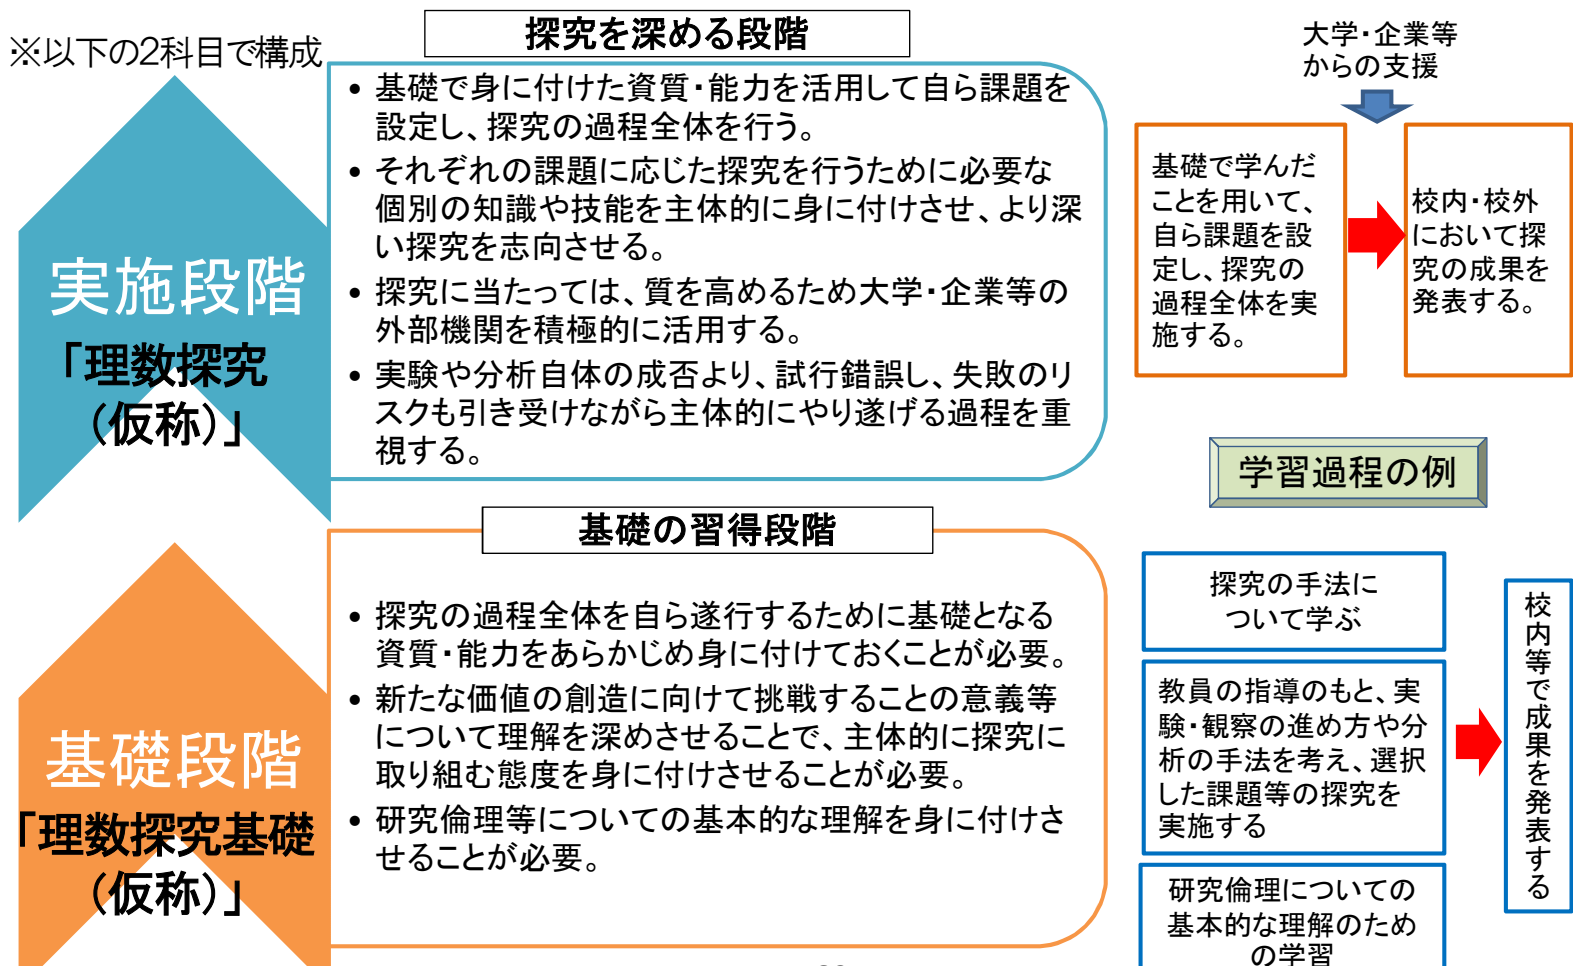 ※以下の2科目で構成
探究を深める段階
実施段階
「理数探究
（仮称）」
• 基礎で身に付けた資質・能力を活用して自ら課題を
設定し、探究の過程全体を行う。
• それぞれの課題に応じた探究を行うために必要な
個別の知識や技能を主体的に身に付けさせ、より深
い探究を志向させる。
• 探究に当たっては、質を高めるため大学・企業等の
外部機関を積極的に活用する。
• 実験や分析自体の成否より、試行錯誤し、失敗のリ
スクも引き受けながら主体的にやり遂げる過程を重
視する。
大学・企業等
からの支援
基礎で学んだ
ことを用いて、
自ら課題を設
定し、探究の
過程全体を実
施する。
校内・校外
において探
究の成果を
発表する。
学習過程の例
基礎の習得段階
基礎段階
「理数探究基礎
（仮称）」
• 探究の過程全体を自ら遂行するために基礎となる
資質・能力をあらかじめ身に付けておくことが必要。
• 新たな価値の創造に向けて挑戦することの意義等
について理解を深めさせることで、主体的に探究に
取り組む態度を身に付けさせることが必要。
• 研究倫理等についての基本的な理解を身に付けさ
せることが必要。
探究の手法に
ついて学ぶ
教員の指導のもと、実
験・観察の進め方や分
析の手法を考え、選択
した課題等の探究を
実施する
研究倫理についての
基本的な理解のため
の学習
校内等で成果を発表する